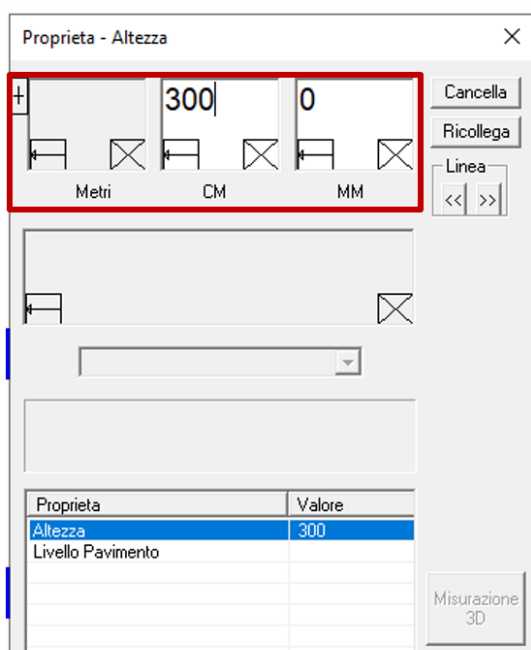 Proprieta - Altezza
+
300
0
Cancella
Ricollega
Metri
CM
MM
Linea
<< >>
Proprieta Valore
Altezza 300
Livello Pavimento
Misurazione
3D